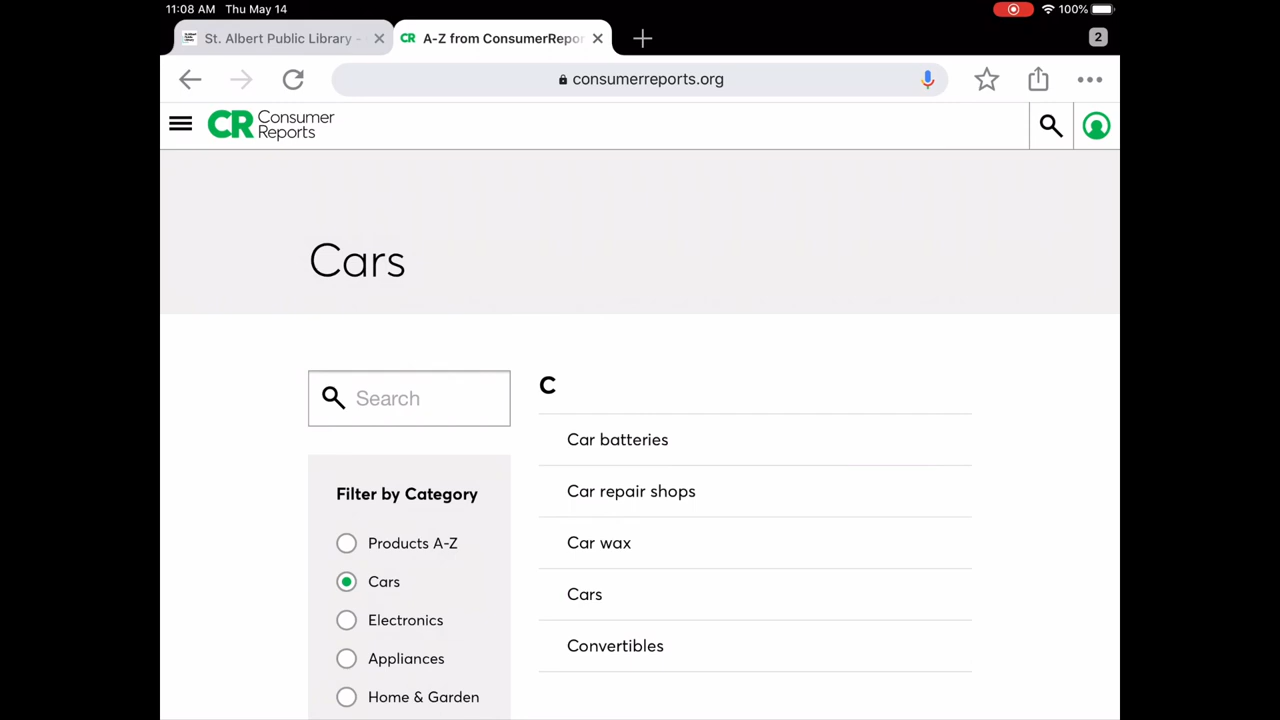 11:08 AM Thu May 14
100%
St. Albert Public Library -
CR A-Z from ConsumerRepor
2
consumerreports.org
CR Consumer
Reports
Cars
Search
Filter by Category
Products A-Z
Cars
Electronics
Appliances
Home & Garden
C
Car batteries
Car repair shops
Car wax
Cars
Convertibles